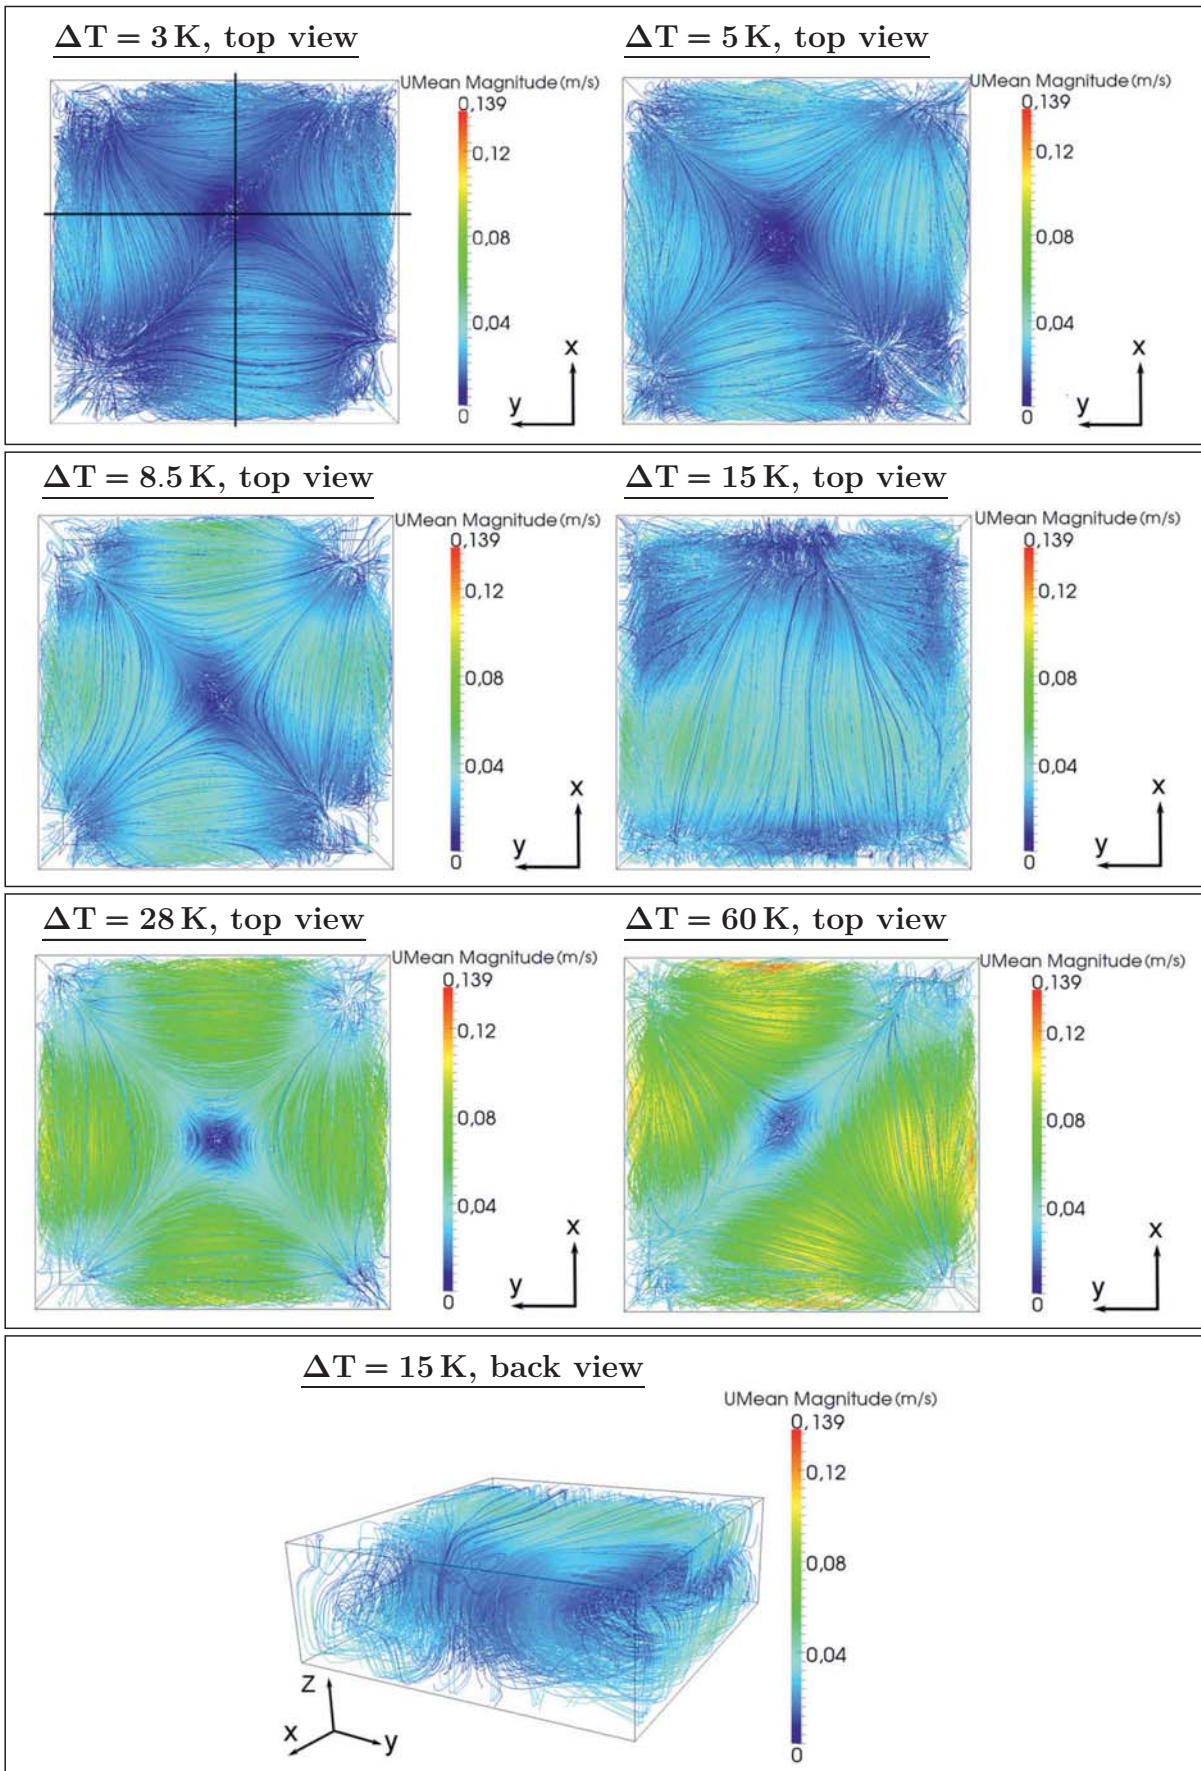 ΔT = 3 K, top view
UMean Magnitude (m/s)
0,139
0,12
0,08
0,04
0
x
y
ΔT = 5 K, top view
UMean Magnitude (m/s)
0,139
0,12
0,08
0,04
0
x
y
ΔT = 8.5 K, top view
UMean Magnitude (m/s)
0,139
0,12
0,08
0,04
0
x
y
ΔT = 15 K, top view
UMean Magnitude (m/s)
0,139
0,12
0,08
0,04
0
x
y
ΔT = 28 K, top view
UMean Magnitude (m/s)
0,139
0,12
0,08
0,04
0
x
y
ΔT = 60 K, top view
UMean Magnitude (m/s)
0,139
0,12
0,08
0,04
0
x
y
ΔT = 15 K, back view
UMean Magnitude (m/s)
0,139
0,12
0,08
0,04
0
z
x
y